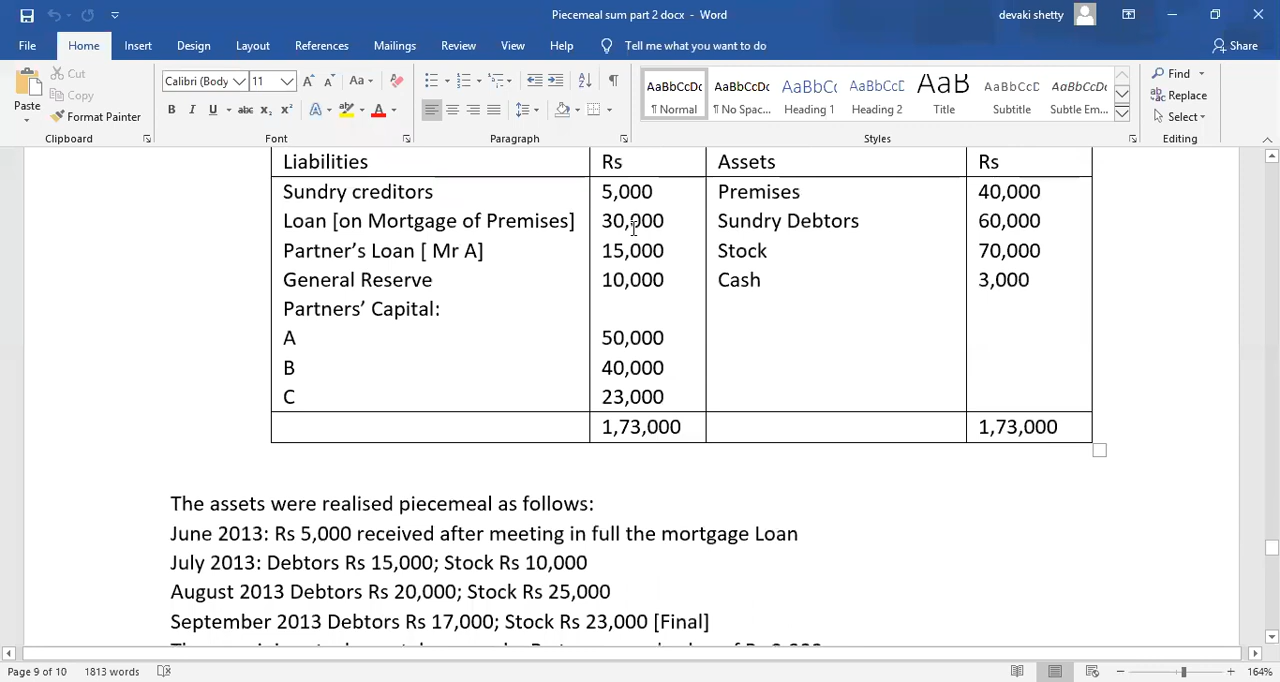 Piecemeal sum part 2 docx - Word
devaki shetty
File Home Insert Design Layout References Mailings Review View Help Tell me what you want to do Share
Paste
Cut
Copy
Format Painter
Clipboard
Calibri (Body 11
Font
Paragraph
AaBbCcDc AaBbCcDc AaBbCc AaBbCcD AaB AaBbCcD AaBbCcDc
¶ Normal ¶ No Spac... Heading 1 Heading 2 Title Subtitle Subtle Em...
Styles
Find
Replace
Select
Editing
Liabilities Rs Assets Rs
Sundry creditors 5,000 Premises 40,000
Loan [on Mortgage of Premises] 30,000 Sundry Debtors 60,000
Partner’s Loan [ Mr A] 15,000 Stock 70,000
General Reserve 10,000 Cash 3,000
Partners’ Capital:
A 50,000
B 40,000
C 23,000
1,73,000 1,73,000
The assets were realised piecemeal as follows:
June 2013: Rs 5,000 received after meeting in full the mortgage Loan
July 2013: Debtors Rs 15,000; Stock Rs 10,000
August 2013 Debtors Rs 20,000; Stock Rs 25,000
September 2013 Debtors Rs 17,000; Stock Rs 23,000 [Final]
Page 9 of 10 1813 words 164%